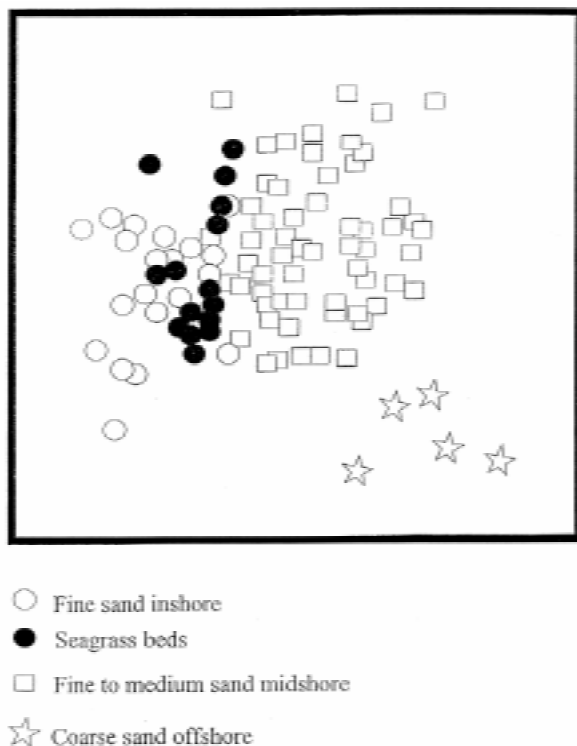 Fine sand inshore
Seagrass beds
Fine to medium sand midshore
Coarse sand offshore